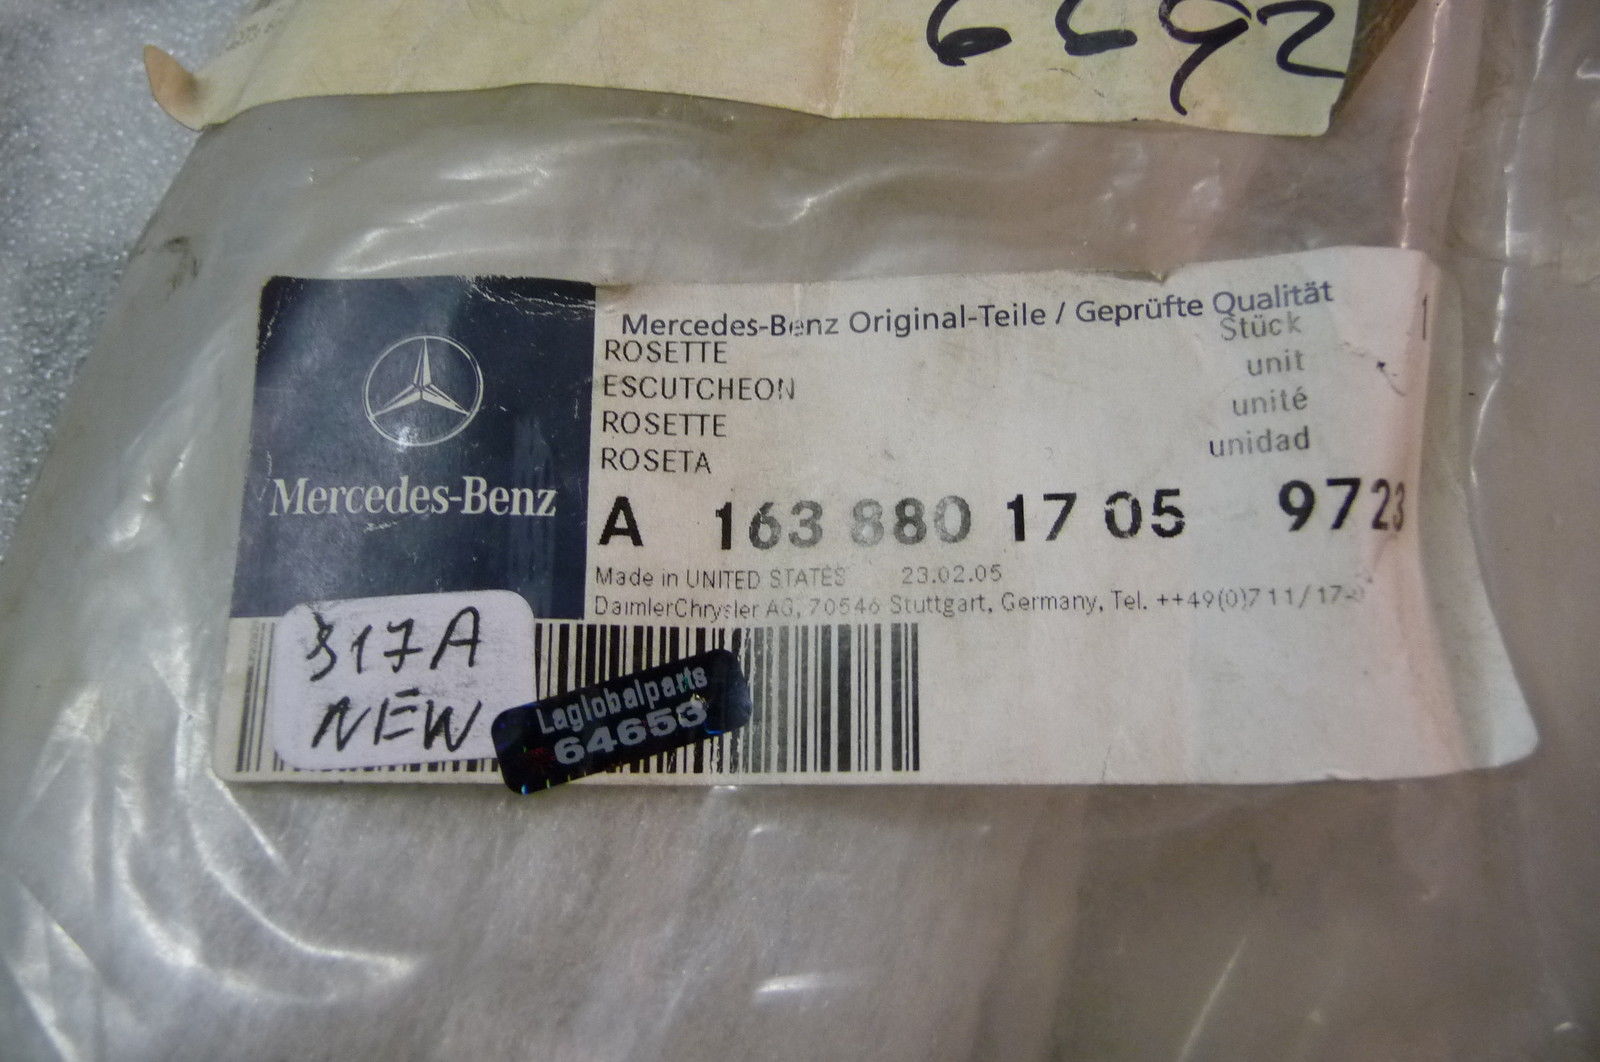 6592
Mercedes-Benz
Mercedes-Benz Original-Teile / Geprüfte Qualität
ROSETTE Stück 1
ESCUTCHEON unit
ROSETTE unité
ROSETA unidad
A 163 880 17 05 9723
Made in UNITED STATES 23.02.05
DaimlerChrysler AG, 70546 Stuttgart, Germany, Tel. ++49(0)711/17-0
317A
NEW
Laglobalparts
64653